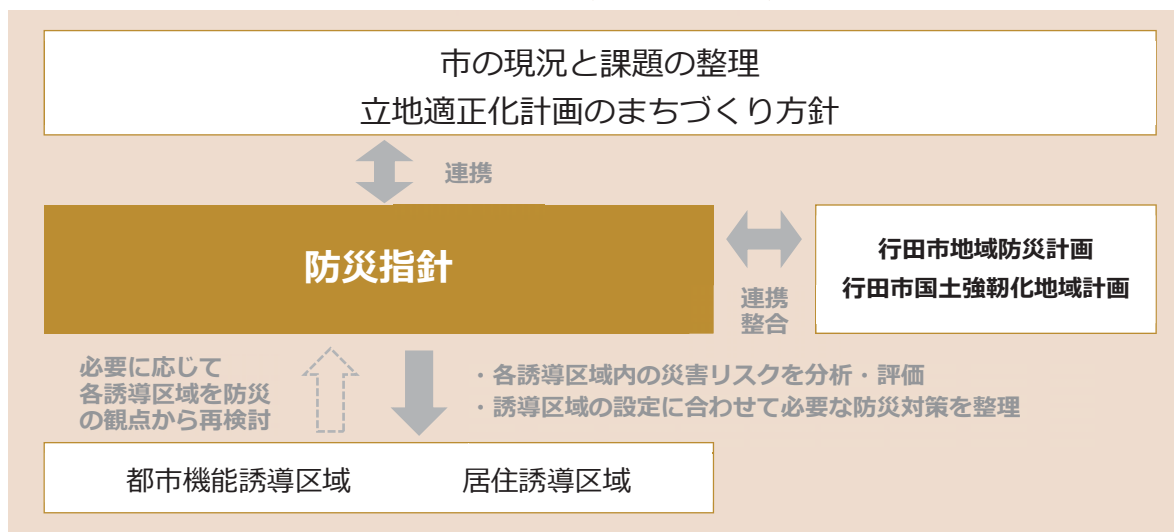 市の現況と課題の整理
立地適正化計画のまちづくり方針
連携
防災指針
連携
整合
行田市地域防災計画
行田市国土強靭化地域計画
必要に応じて
各誘導区域を防災
の観点から再検討
・各誘導区域内の災害リスクを分析・評価
・誘導区域の設定に合わせて必要な防災対策を整理
都市機能誘導区域　居住誘導区域